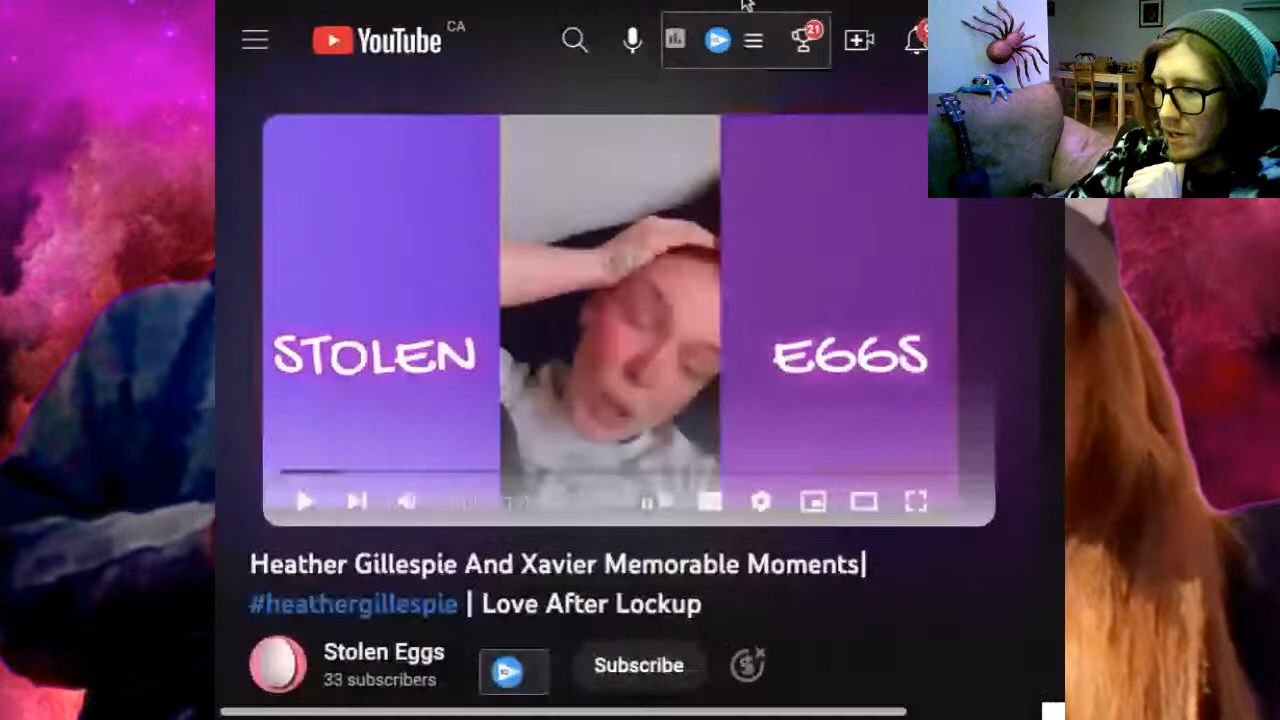 YouTube CA
21
STOLEN
EGGS
Heather Gillespie And Xavier Memorable Moments|
#heathergillespie | Love After Lockup
Stolen Eggs
33 subscribers
Subscribe